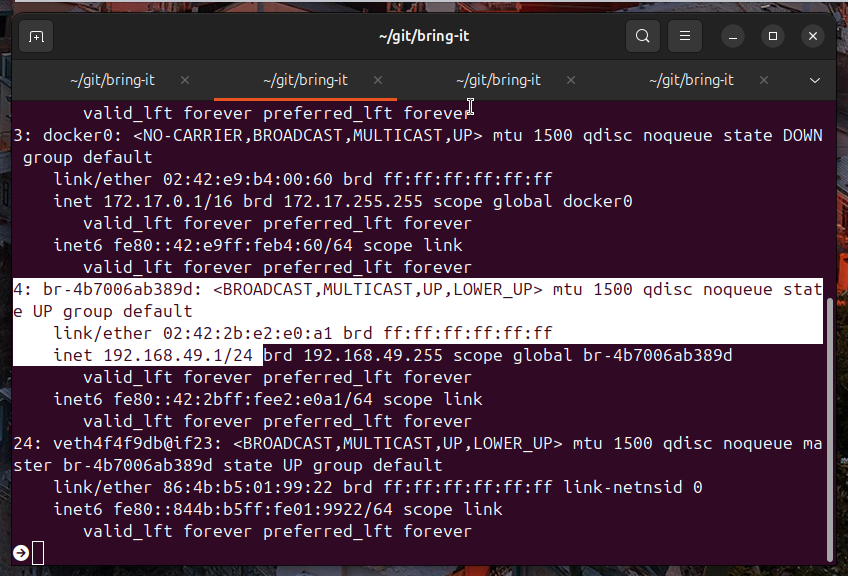 ~/git/bring-it
~/git/bring-it ~/git/bring-it ~/git/bring-it ~/git/bring-it
valid_lft forever preferred_lft forever
3: docker0: <NO-CARRIER,BROADCAST,MULTICAST,UP> mtu 1500 qdisc noqueue state DOWN
group default
link/ether 02:42:e9:b4:00:60 brd ff:ff:ff:ff:ff:ff
inet 172.17.0.1/16 brd 172.17.255.255 scope global docker0
valid_lft forever preferred_lft forever
inet6 fe80::42:e9ff:feb4:60/64 scope link
valid_lft forever preferred_lft forever
4: br-4b7006ab389d: <BROADCAST,MULTICAST,UP,LOWER_UP> mtu 1500 qdisc noqueue stat
e UP group default
link/ether 02:42:2b:e2:e0:a1 brd ff:ff:ff:ff:ff:ff
inet 192.168.49.1/24 brd 192.168.49.255 scope global br-4b7006ab389d
valid_lft forever preferred_lft forever
inet6 fe80::42:2bff:fee2:e0a1/64 scope link
valid_lft forever preferred_lft forever
24: veth4f4f9db@if23: <BROADCAST,MULTICAST,UP,LOWER_UP> mtu 1500 qdisc noqueue ma
ster br-4b7006ab389d state UP group default
link/ether 86:4b:b5:01:99:22 brd ff:ff:ff:ff:ff:ff link-netnsid 0
inet6 fe80::844b:b5ff:fe01:9922/64 scope link
valid_lft forever preferred_lft forever